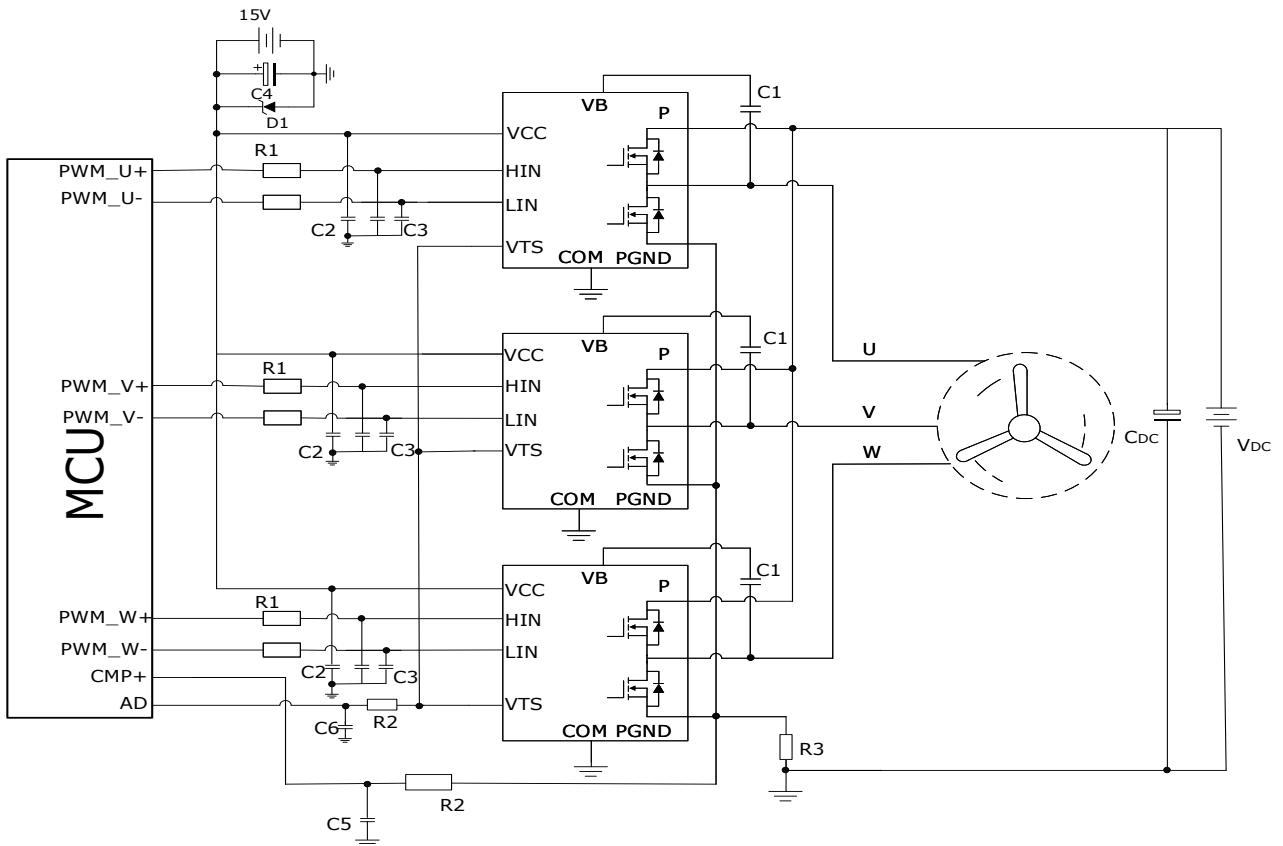 15V
C4
D1
VB
P
C1
VCC
PWM_U+
R1
HIN
PWM_U-
LIN
C2
C3
VTS
COM PGND
VB
P
C1
U
VCC
PWM_V+
R1
HIN
PWM_V-
LIN
V
C2
C3
VTS
W
CDC
VDC
MCU
COM PGND
VB
P
C1
VCC
PWM_W+
R1
HIN
PWM_W-
LIN
C2
C3
CMP+
AD
VTS
C6
R2
COM PGND
R3
R2
C5